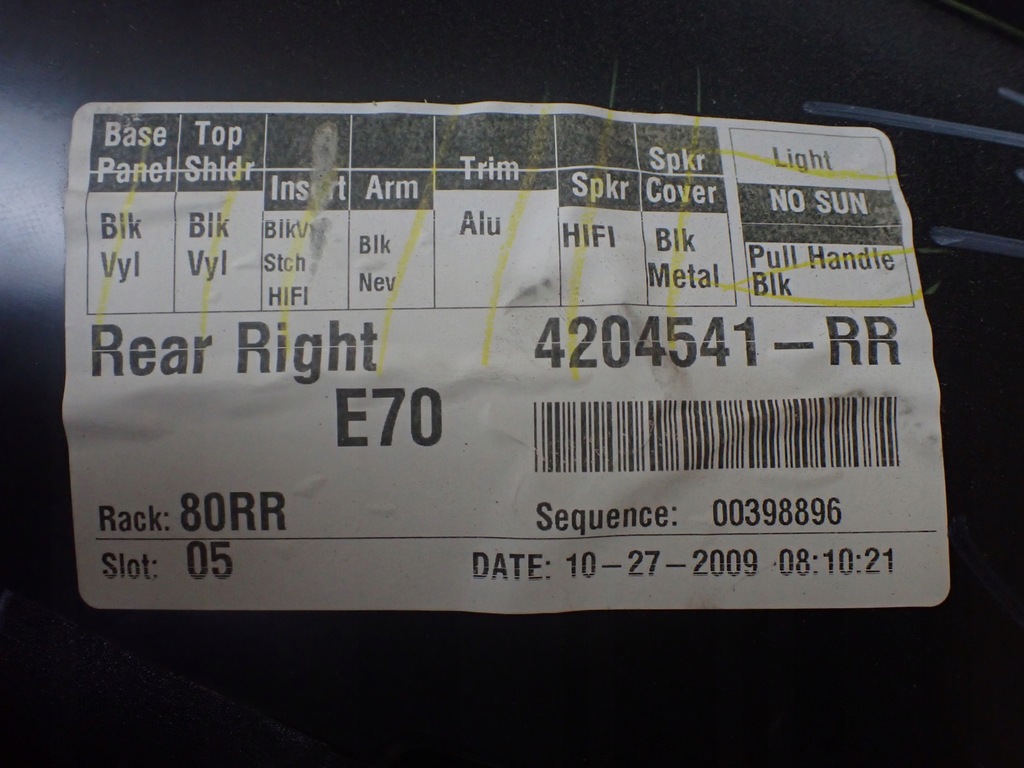 Base Top
Panel Shldr Insert Arm Trim Spkr Spkr Cover Light
NO SUN
Blk Vyl
Blk Vyl
Stch HIFI
Blk Nev
Alu
HIFI
Blk Metal
Pull Handle
Blk
Rear Right 4204541-RR
E70
Rack: 80RR Sequence: 00398896
Slot: 05 DATE: 10-27-2009 08:10:21